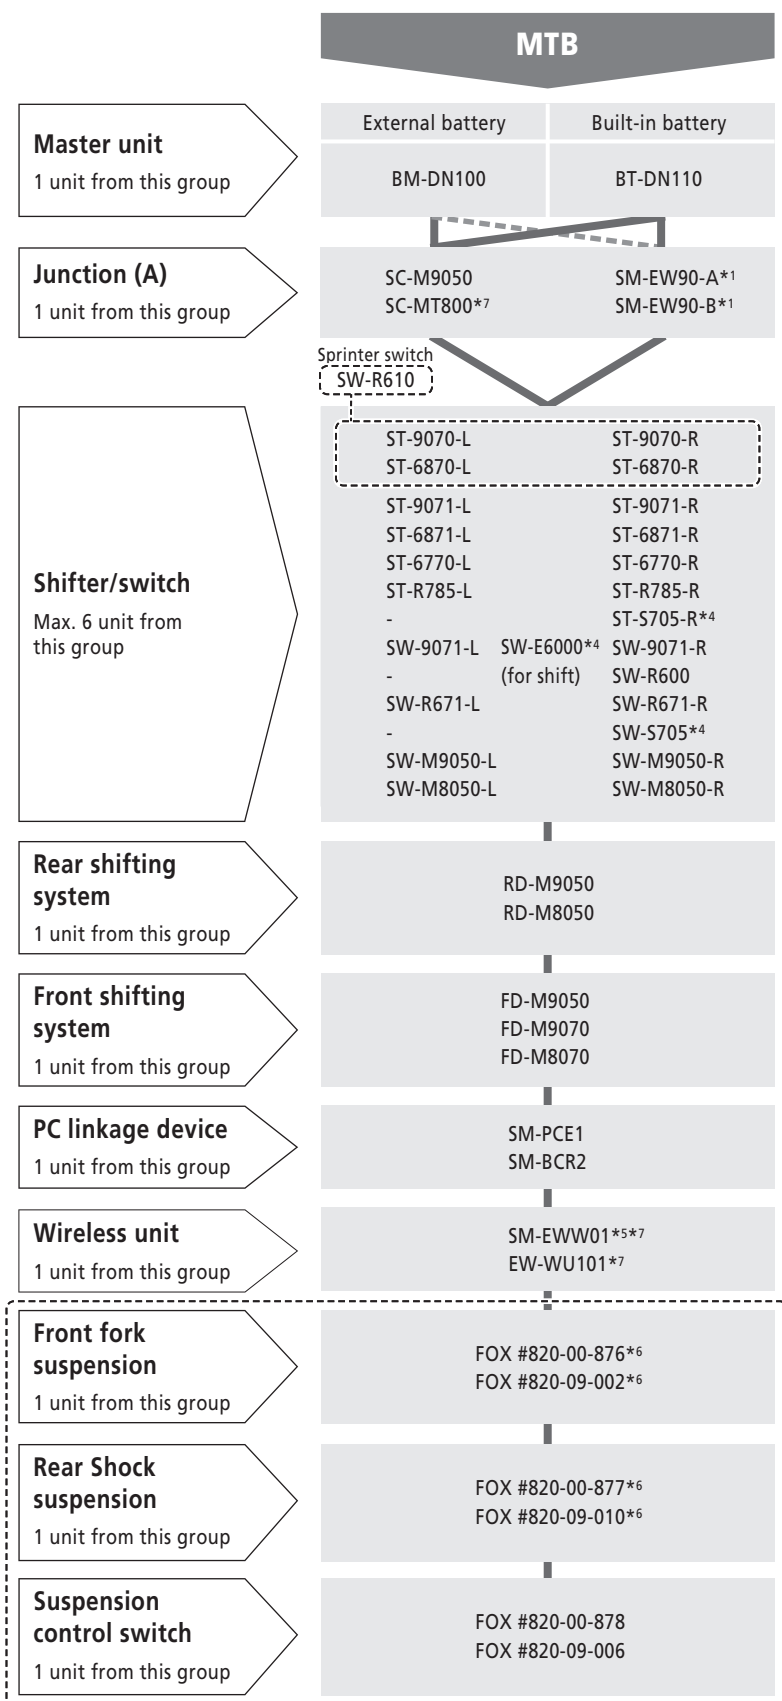 MTB
Master unit
1 unit from this group
External battery Built-in battery
BM-DN100 BT-DN110
Junction (A)
1 unit from this group
SC-M9050 SM-EW90-A*1
SC-MT800*7 SM-EW90-B*1
Sprinter switch
SW-R610
Shifter/switch
Max. 6 unit from
this group
ST-9070-L ST-9070-R
ST-6870-L ST-6870-R
ST-9071-L ST-9071-R
ST-6871-L ST-6871-R
ST-6770-L ST-6770-R
ST-R785-L ST-R785-R
- ST-S705-R*4
SW-9071-L SW-E6000*4 SW-9071-R
- (for shift) SW-R600
SW-R671-L SW-R671-R
- SW-S705*4
SW-M9050-L SW-M9050-R
SW-M8050-L SW-M8050-R
Rear shifting
system
1 unit from this group
RD-M9050
RD-M8050
Front shifting
system
1 unit from this group
FD-M9050
FD-M9070
FD-M8070
PC linkage device
1 unit from this group
SM-PCE1
SM-BCR2
Wireless unit
1 unit from this group
SM-EWW01*5*7
EW-WU101*7
Front fork
suspension
1 unit from this group
FOX #820-00-876*6
FOX #820-09-002*6
Rear Shock
suspension
1 unit from this group
FOX #820-00-877*6
FOX #820-09-010*6
Suspension
control switch
1 unit from this group
FOX #820-00-878
FOX #820-09-006